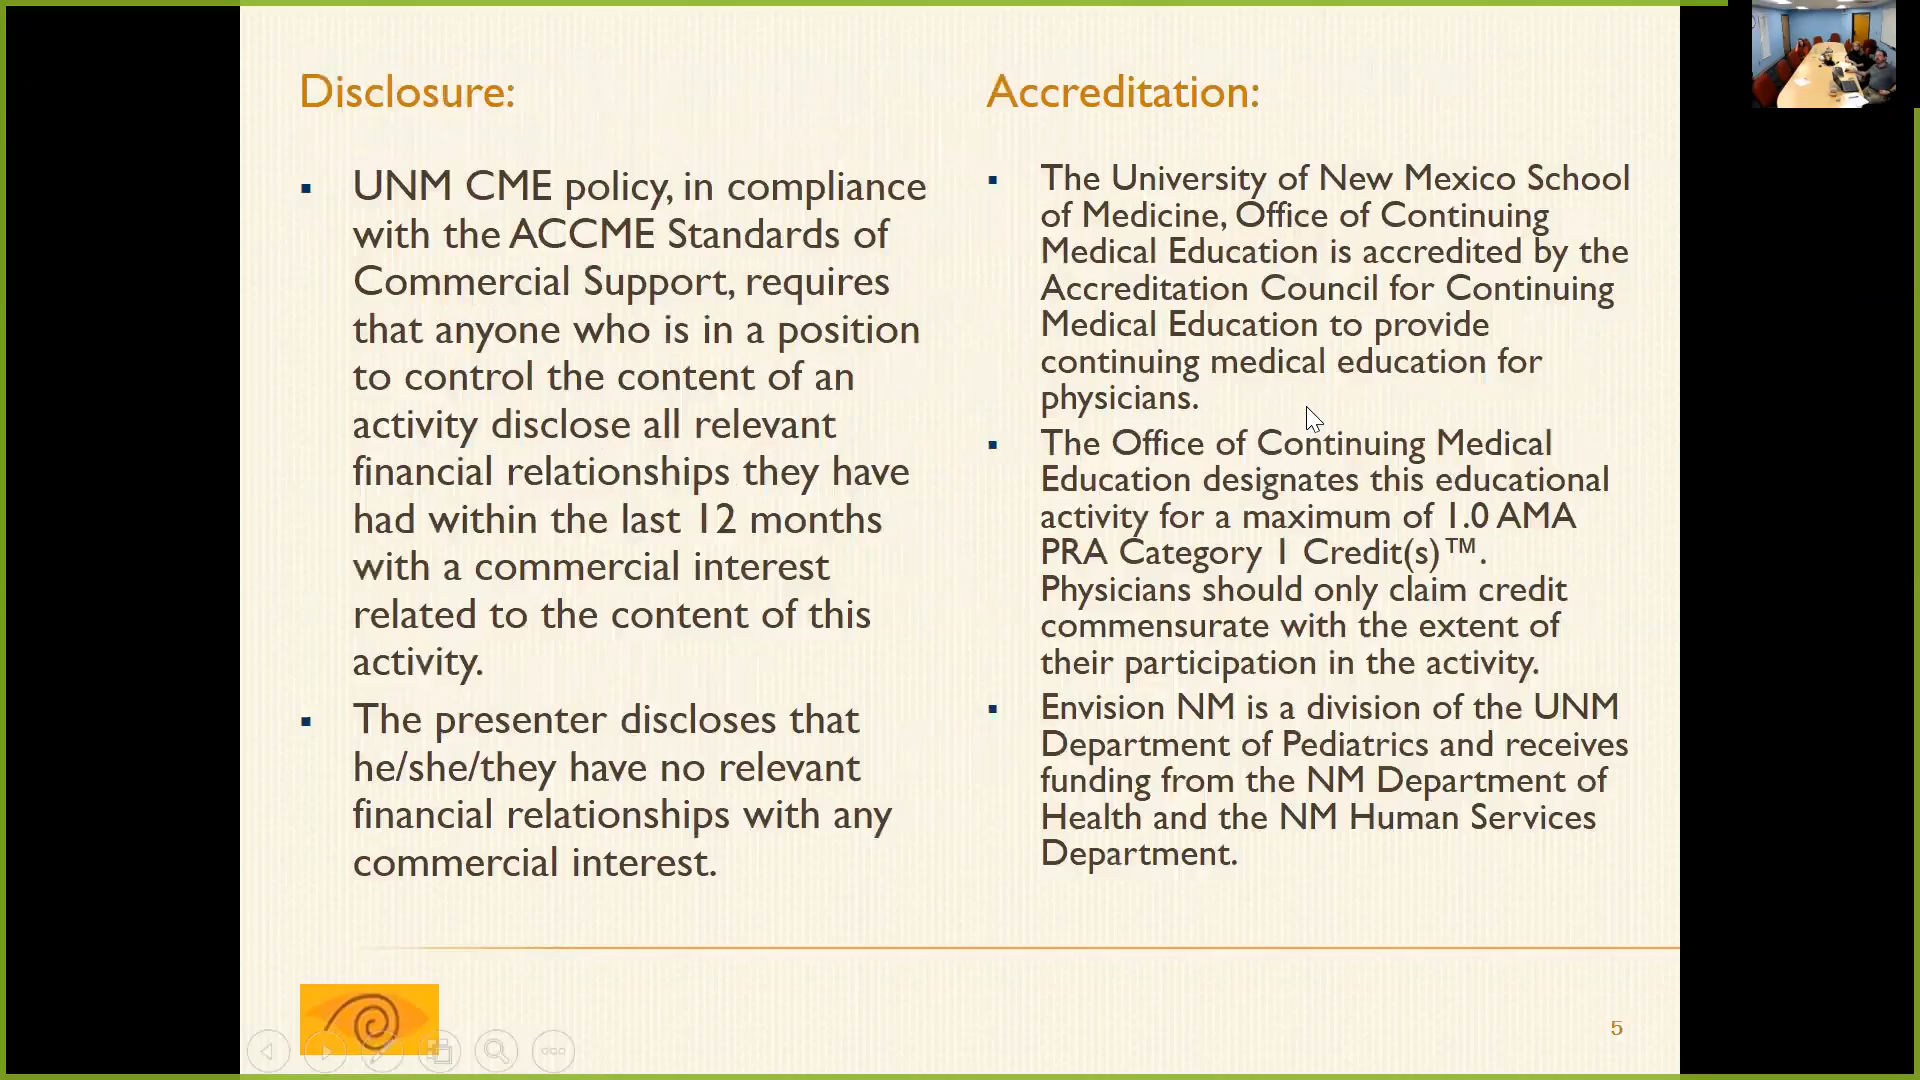 Disclosure:
UNM CME policy, in compliance
with the ACCME Standards of
Commercial Support, requires
that anyone who is in a position
to control the content of an
activity disclose all relevant
financial relationships they have
had within the last 12 months
with a commercial interest
related to the content of this
activity.
The presenter discloses that
he/she/they have no relevant
financial relationships with any
commercial interest.
Accreditation:
The University of New Mexico School
of Medicine, Office of Continuing
Medical Education is accredited by the
Accreditation Council for Continuing
Medical Education to provide
continuing medical education for
physicians.
The Office of Continuing Medical
Education designates this educational
activity for a maximum of 1.0 AMA
PRA Category 1 Credit(s)™.
Physicians should only claim credit
commensurate with the extent of
their participation in the activity.
Envision NM is a division of the UNM
Department of Pediatrics and receives
funding from the NM Department of
Health and the NM Human Services
Department.
5